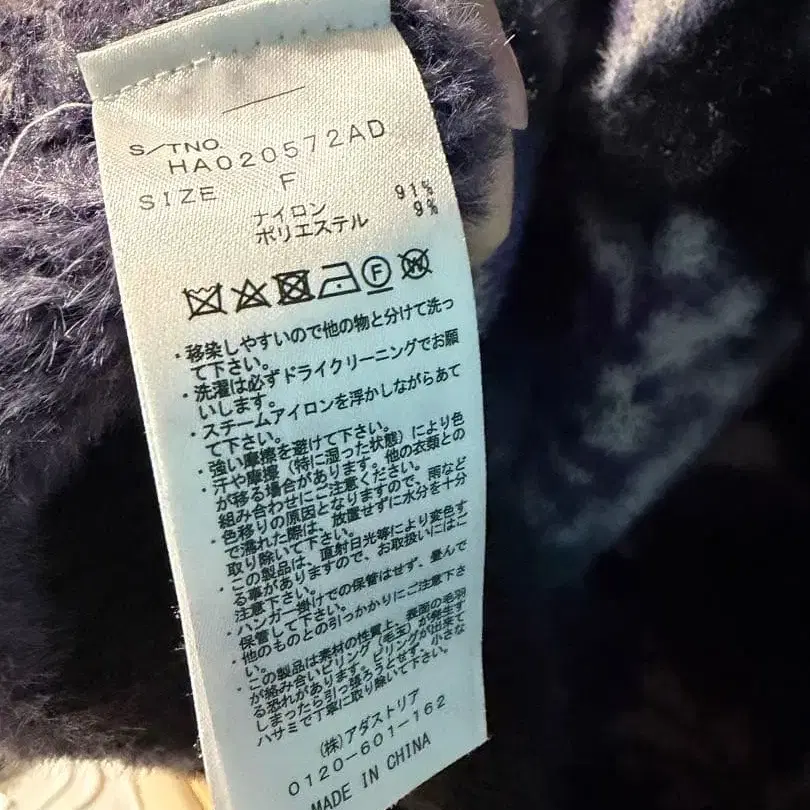 S/TNO.
HA020572AD
SIZE F
ナイロン 91%
ポリエステル 9%
F
W
・移染しやすいので他の物と分けて洗っ
て下さい。
・洗濯は必ずドライクリーニングでお願
いします。
・スチームアイロンを浮かしながらあて
て下さい。
・強い摩擦を避けて下さい。
・汗や摩擦(特に湿った状態)により色
が移る場合があります。他の衣類との
組み合わせにご注意ください。
・色移りの原因となりますので、雨など
で濡れた際は、放置せずに水分を十分
取り除いて下さい。
・この製品は、直射日光等により変色す
る事がありますので、お取扱いにはご
注意下さい。
・ハンガー掛けでの保管はせず、畳んで
保管して下さい。
・他のものとの引っかかりにご注意下さ
い。
・この製品は素材の性質上、表面の毛羽
が絡み合いピリング(毛玉)が発生す
る恐れがあります。ピリングが出来て
しまったら引っ張ろうとせず、小さな
ハサミで丁寧に取り除いて下さい。
(株)アダストリア
0120-601-162
MADE IN CHINA